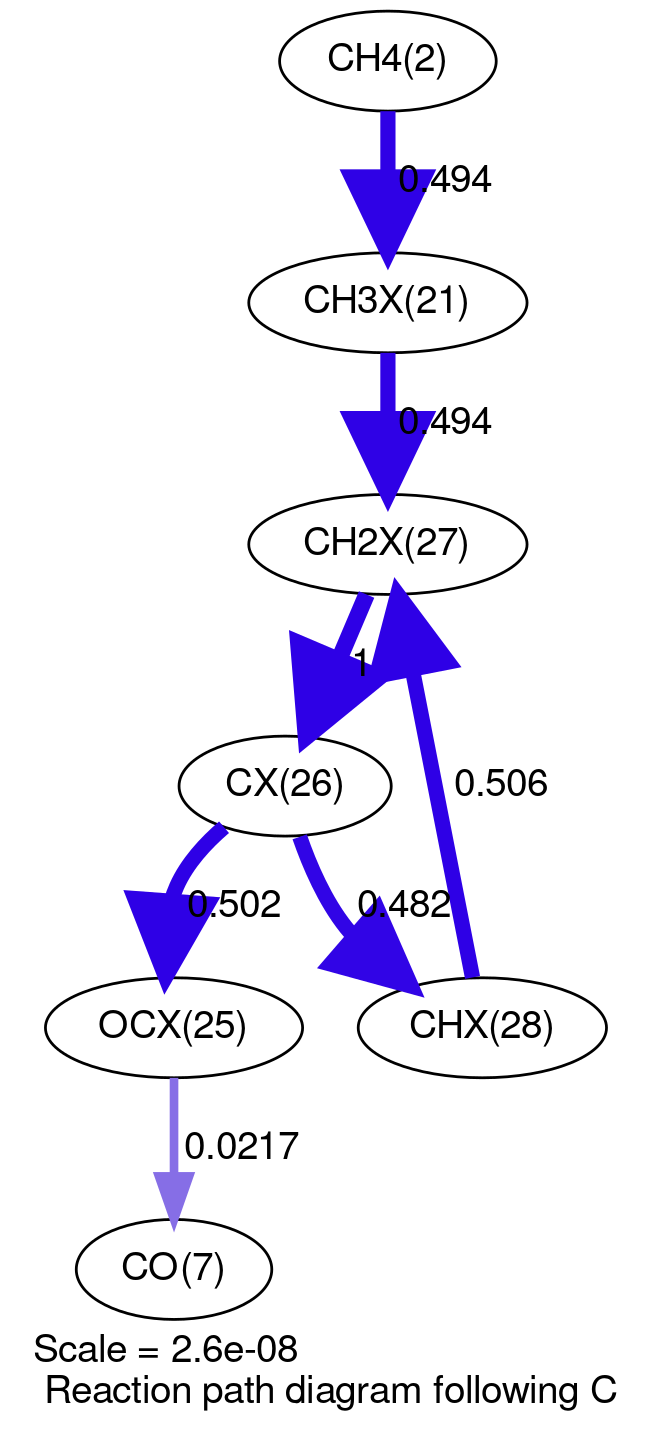 CH4(2)
0.494
CH3X(21)
0.494
CH2X(27)
1
CX(26)
0.506
0.502
0.482
OCX(25)
CHX(28)
0.0217
CO(7)
Scale = 2.6e-08
Reaction path diagram following C